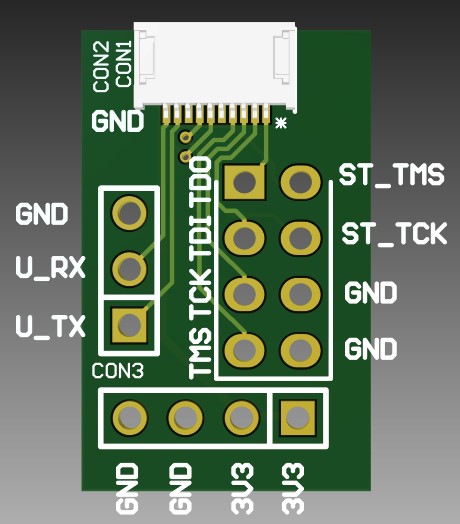 CON2
CON1
GND
*
ST_TMS
GND
ST_TCK
U_RX
GND
U_TX
GND
TMS TCK TDI TDO
CON3
GND
GND
3V3
3V3